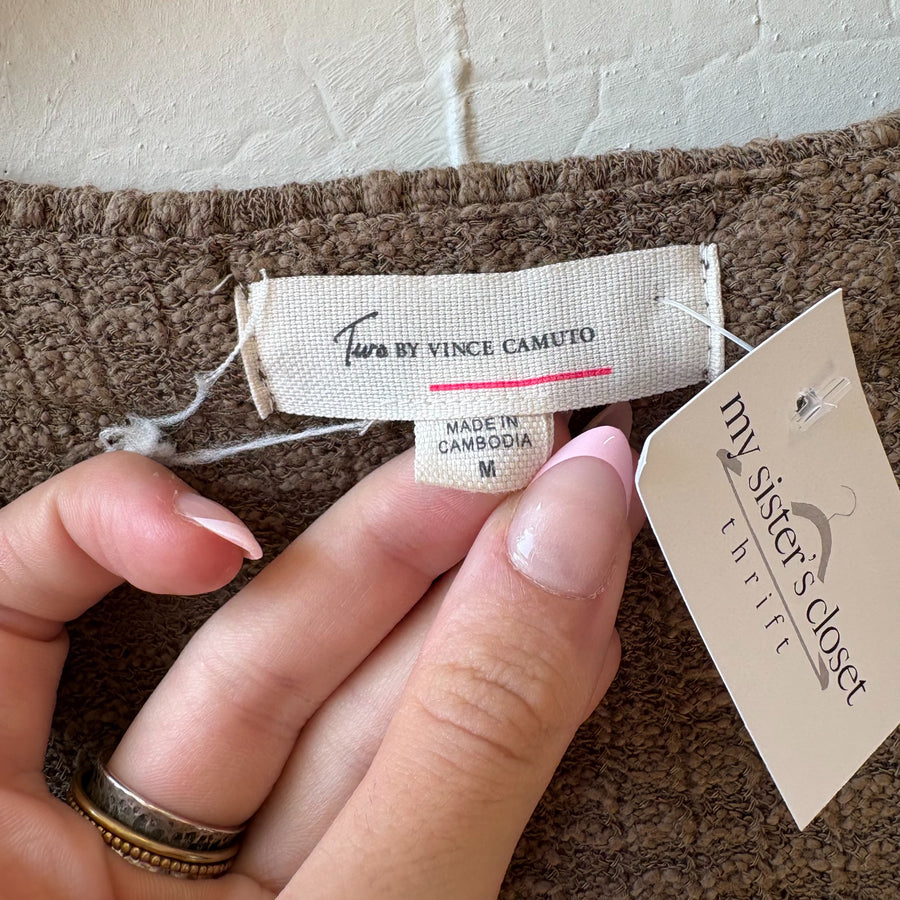 Two BY VINCE CAMUTO
MADE IN
CAMBODIA
M
my sister's closet
thrift